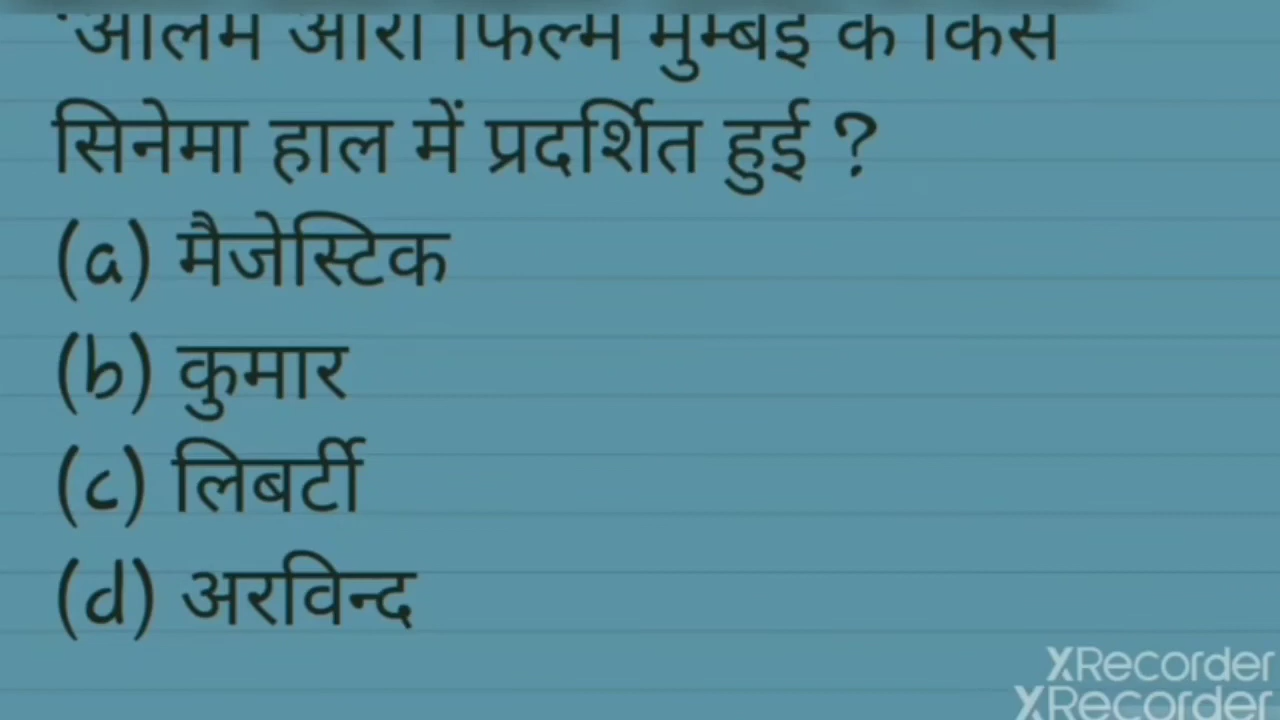 'आलम आरा फिल्म मुम्बई के किस
सिनेमा हाल में प्रदर्शित हुई ?
(a) मैजेस्टिक
(b) कुमार
(c) लिबर्टी
(d) अरविन्द
XRecorder
XRecorder